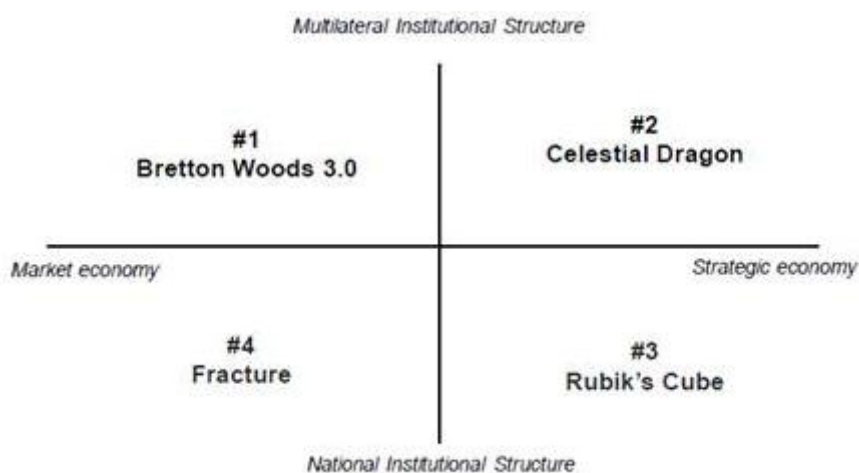 Multilateral Institutional Structure
#1
Bretton Woods 3.0
#2
Celestial Dragon
Market economy
Strategic economy
#4
Fracture
#3
Rubik's Cube
National Institutional Structure